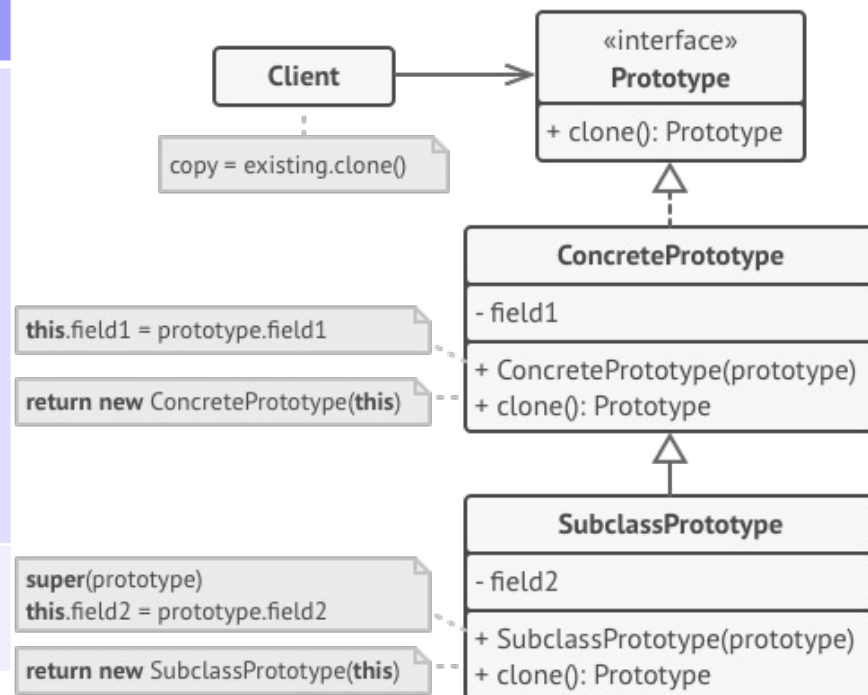 Client
copy = existing.clone()
«interface»
Prototype
+ clone(): Prototype
ConcretePrototype
- field1
+ ConcretePrototype(prototype)
+ clone(): Prototype
this.field1 = prototype.field1
return new ConcretePrototype(this)
SubclassPrototype
- field2
+ SubclassPrototype(prototype)
+ clone(): Prototype
super(prototype)
this.field2 = prototype.field2
return new SubclassPrototype(this)